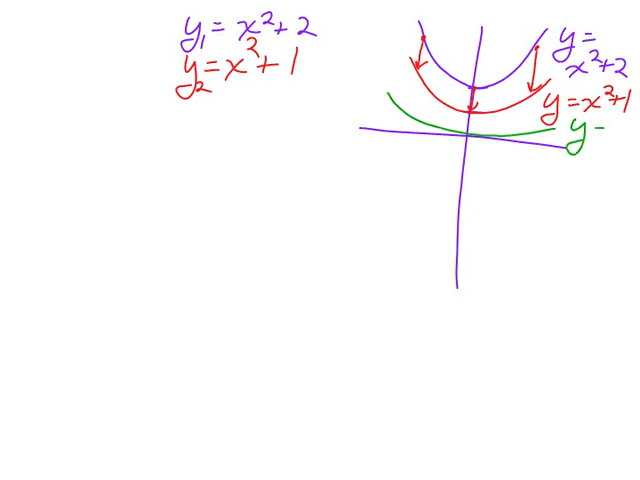 y₁ = x² + 2
y₂ = x² + 1
y =
x² + 2
y = x² + 1
y -